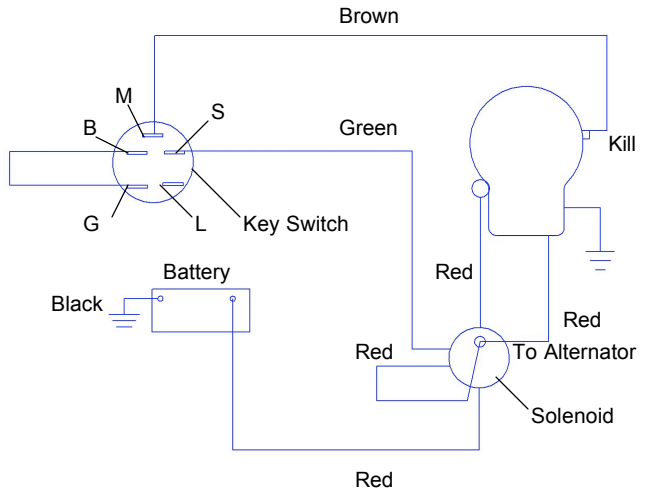 Brown
M
S
B
Green
Kill
G
L
Key Switch
Battery
Red
Black
Red
Red
To Alternator
Solenoid
Red